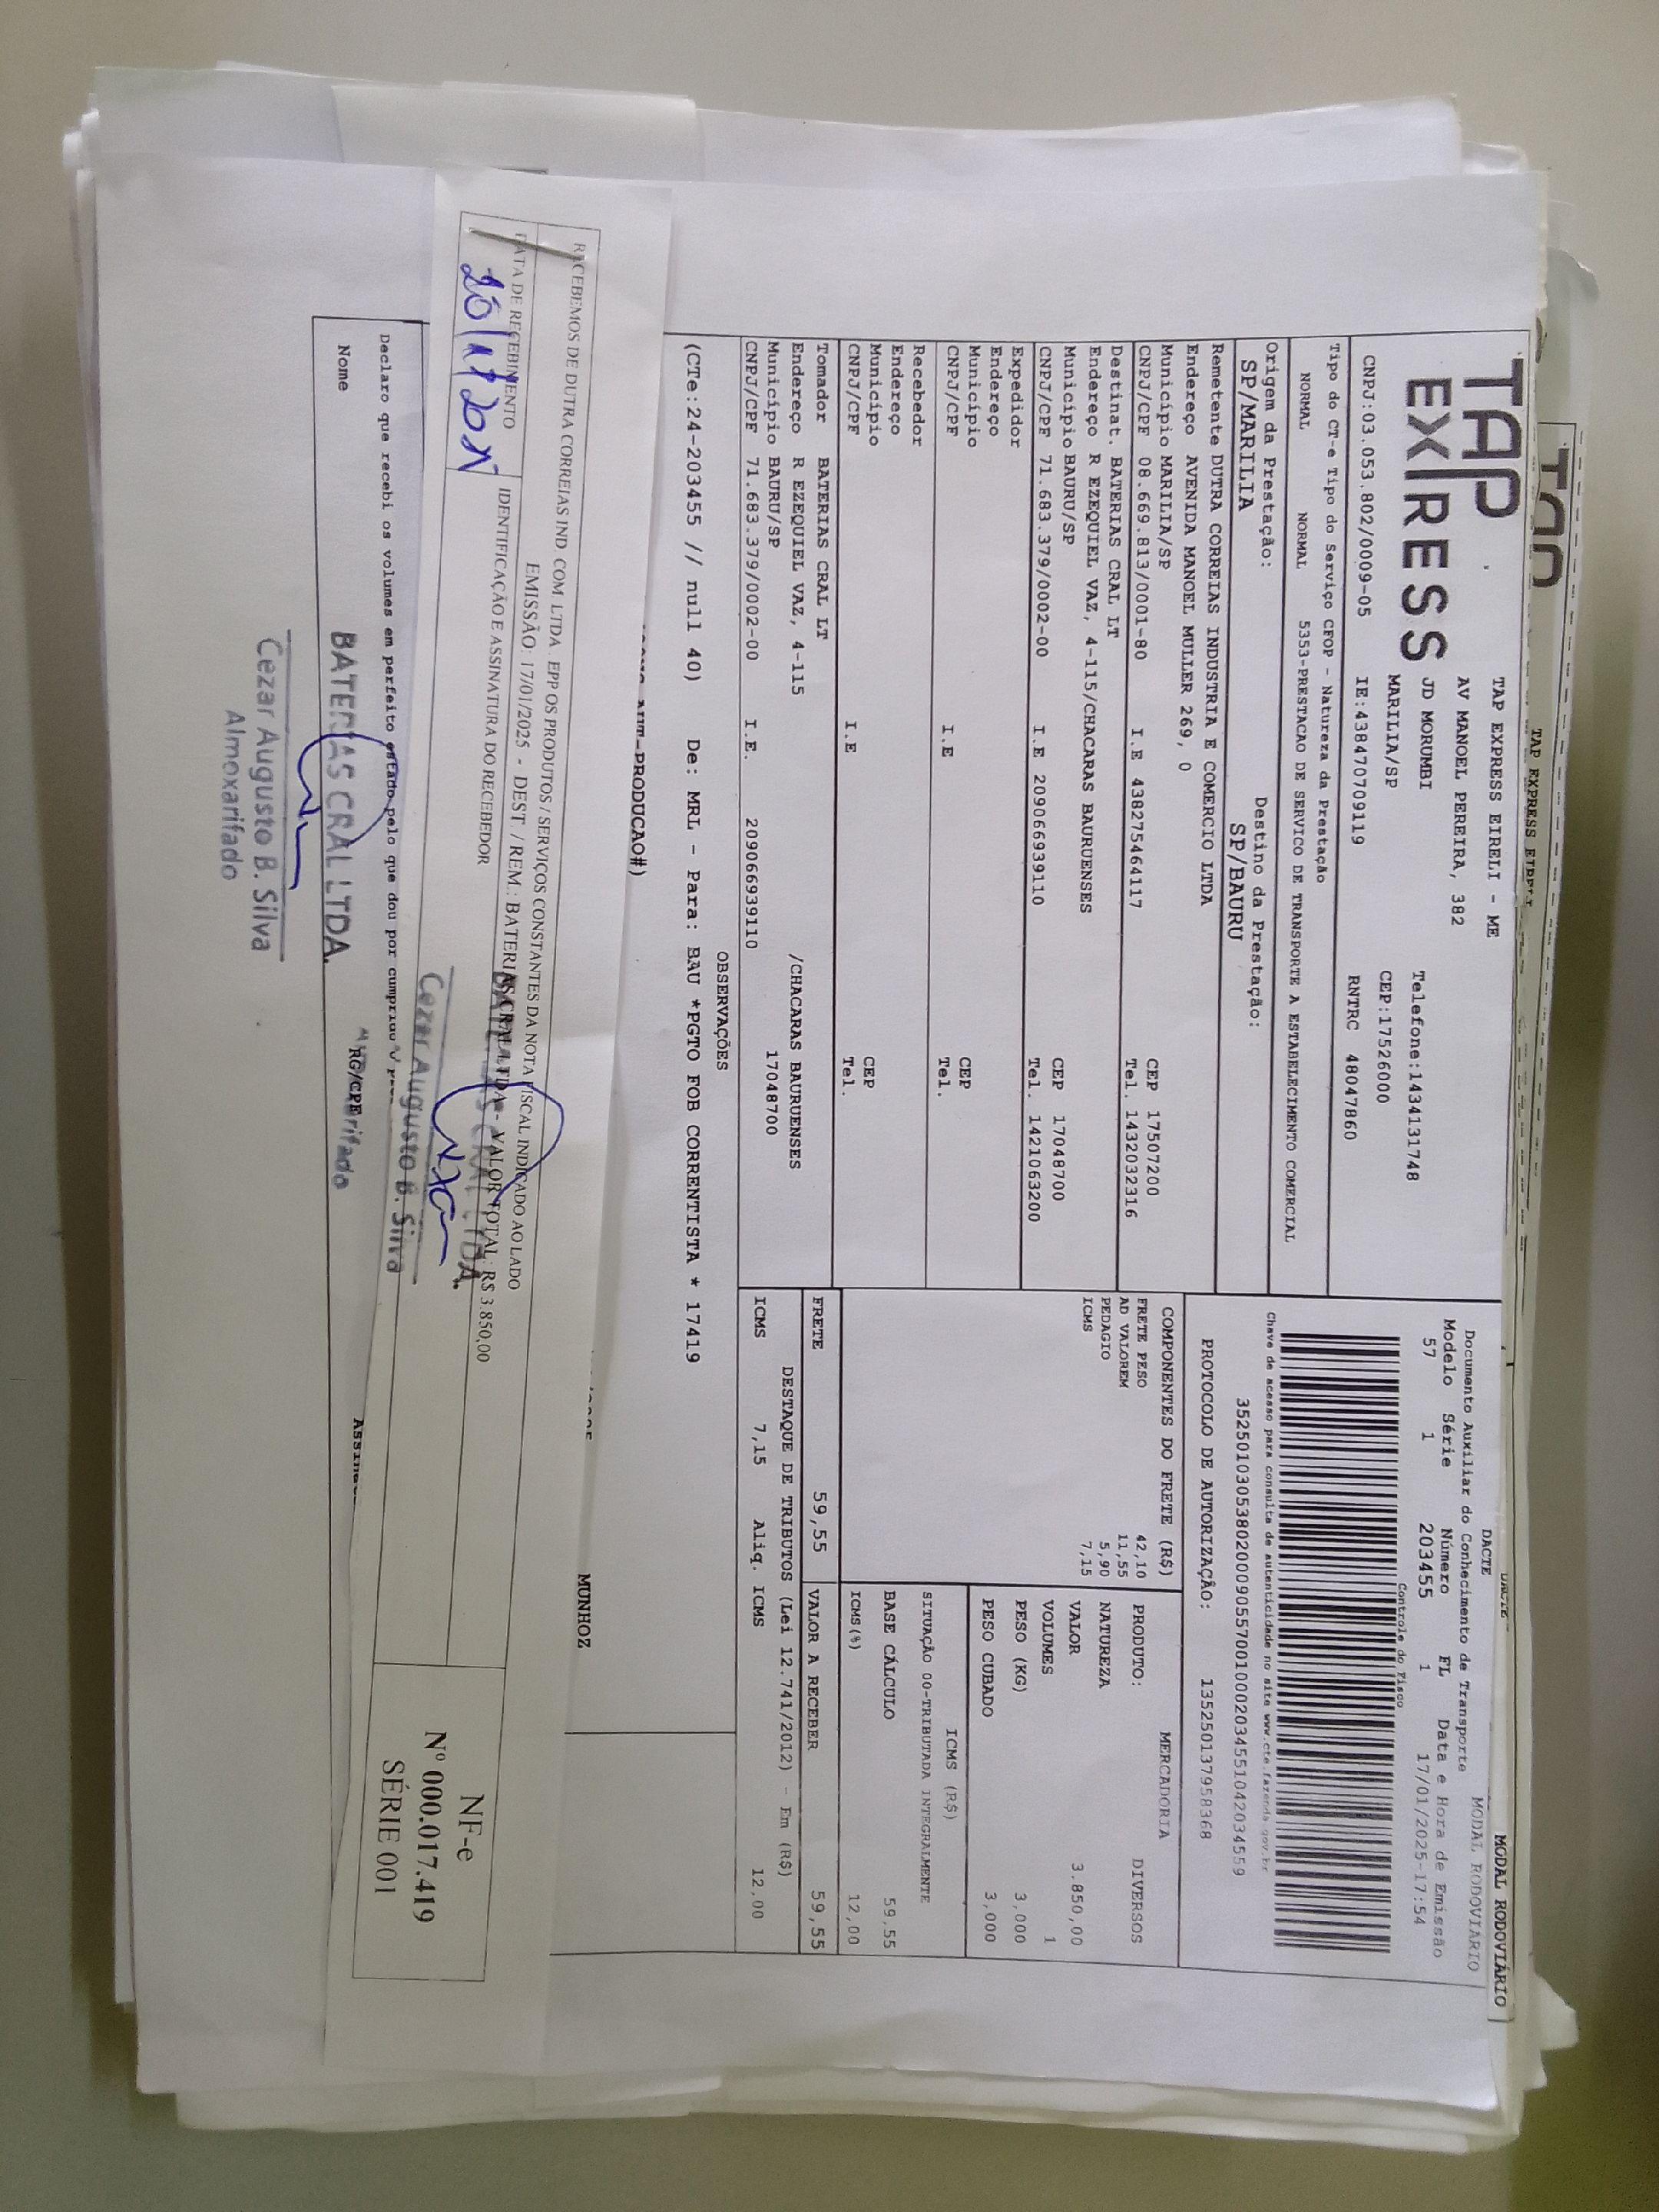 TAP EXPRESS EIRELI
MODAL RODOVIÁRIO
TAP EXPRESS
TAP EXPRESS EIRELI - ME
AV MANOEL PEREIRA, 382
JD MORUMBI
MARILIA/SP
Telefone:1434131748
CEP:17526000
CNPJ:03.053.802/0009-05 IE:438470709119 RNTRC 48047860
DACTE MODAL RODOVIÁRIO
Documento Auxiliar do Conhecimento de Transporte
Modelo Série Número FL Data e Hora de Emissão
57 1 203455 1 17/01/2025-17:54
Controle do Fisco
Chave de acesso para consulta de autenticidade no site www.cte.fazenda.gov.br
35250103053802000905570010002034551042034559
PROTOCOLO DE AUTORIZAÇÃO: 135250137958368
Tipo do CT-e Tipo do Serviço CFOP - Natureza da Prestação
NORMAL NORMAL 5353-PRESTACAO DE SERVICO DE TRANSPORTE A ESTABELECIMENTO COMERCIAL
Origem da Prestação: Destino da Prestação:
SP/MARILIA SP/BAURU
Remetente DUTRA CORREIAS INDUSTRIA E COMERCIO LTDA
Endereço AVENIDA MANOEL MULLER 269, 0
Município MARILIA/SP CEP 17507200
CNPJ/CPF 08.669.813/0001-80 I.E 438275464117 Tel. 1432032316
Destinat. BATERIAS CRAL LT
Endereço R EZEQUIEL VAZ, 4-115/CHACARAS BAURUENSES
Município BAURU/SP CEP 17048700
CNPJ/CPF 71.683.379/0002-00 I.E 209066939110 Tel. 1421063200
Expedidor
Endereço
Município CEP
CNPJ/CPF I.E Tel.
Recebedor
Endereço
Município CEP
CNPJ/CPF I.E Tel.
Tomador BATERIAS CRAL LT
Endereço R EZEQUIEL VAZ, 4-115 /CHACARAS BAURUENSES
Município BAURU/SP 17048700
CNPJ/CPF 71.683.379/0002-00 I.E. 209066939110
COMPONENTES DO FRETE (R$)
FRETE PESO 42,10
AD VALOREM 11,55
PEDAGIO 5,90
ICMS 7,15
MERCADORIA
PRODUTO: DIVERSOS
NATUREZA
VALOR 3.850,00
VOLUMES 1
PESO (KG) 3,000
PESO CUBADO 3,000
ICMS (R$)
SITUAÇÃO 00-TRIBUTADA INTEGRALMENTE
BASE CÁLCULO 59,55
ICMS(%) 12,00
FRETE 59,55 VALOR A RECEBER 59,55
DESTAQUE DE TRIBUTOS (Lei 12.741/2012) - Em (R$)
ICMS 7,15 Aliq. ICMS 12,00
OBSERVAÇÕES
(CTe:24-203455 // null 40) De: MRL - Para: BAU *PGTO FOB CORRENTISTA * 17419
PRODUCAO#)
MUNHOZ
RECEBEMOS DE DUTRA CORREIAS IND. COM. LTDA. EPP OS PRODUTOS / SERVIÇOS CONSTANTES DA NOTA FISCAL INDICADO AO LADO
EMISSÃO: 17/01/2025 - DEST. / REM.: BATERIAS CRAL LTDA - VALOR TOTAL: R$ 3.850,00
DATA DE RECEBIMENTO IDENTIFICAÇÃO E ASSINATURA DO RECEBEDOR
NF-e
Nº 000.017.419
SÉRIE 001
BATERIAS CRAL LTDA.
Cezar Augusto B. Silva
Declaro que recebi os volumes em perfeito estado pelo que dou por cumprido
Nome RG/CPF
BATERIAS CRAL LTDA.
Cezar Augusto B. Silva
Almoxarifado